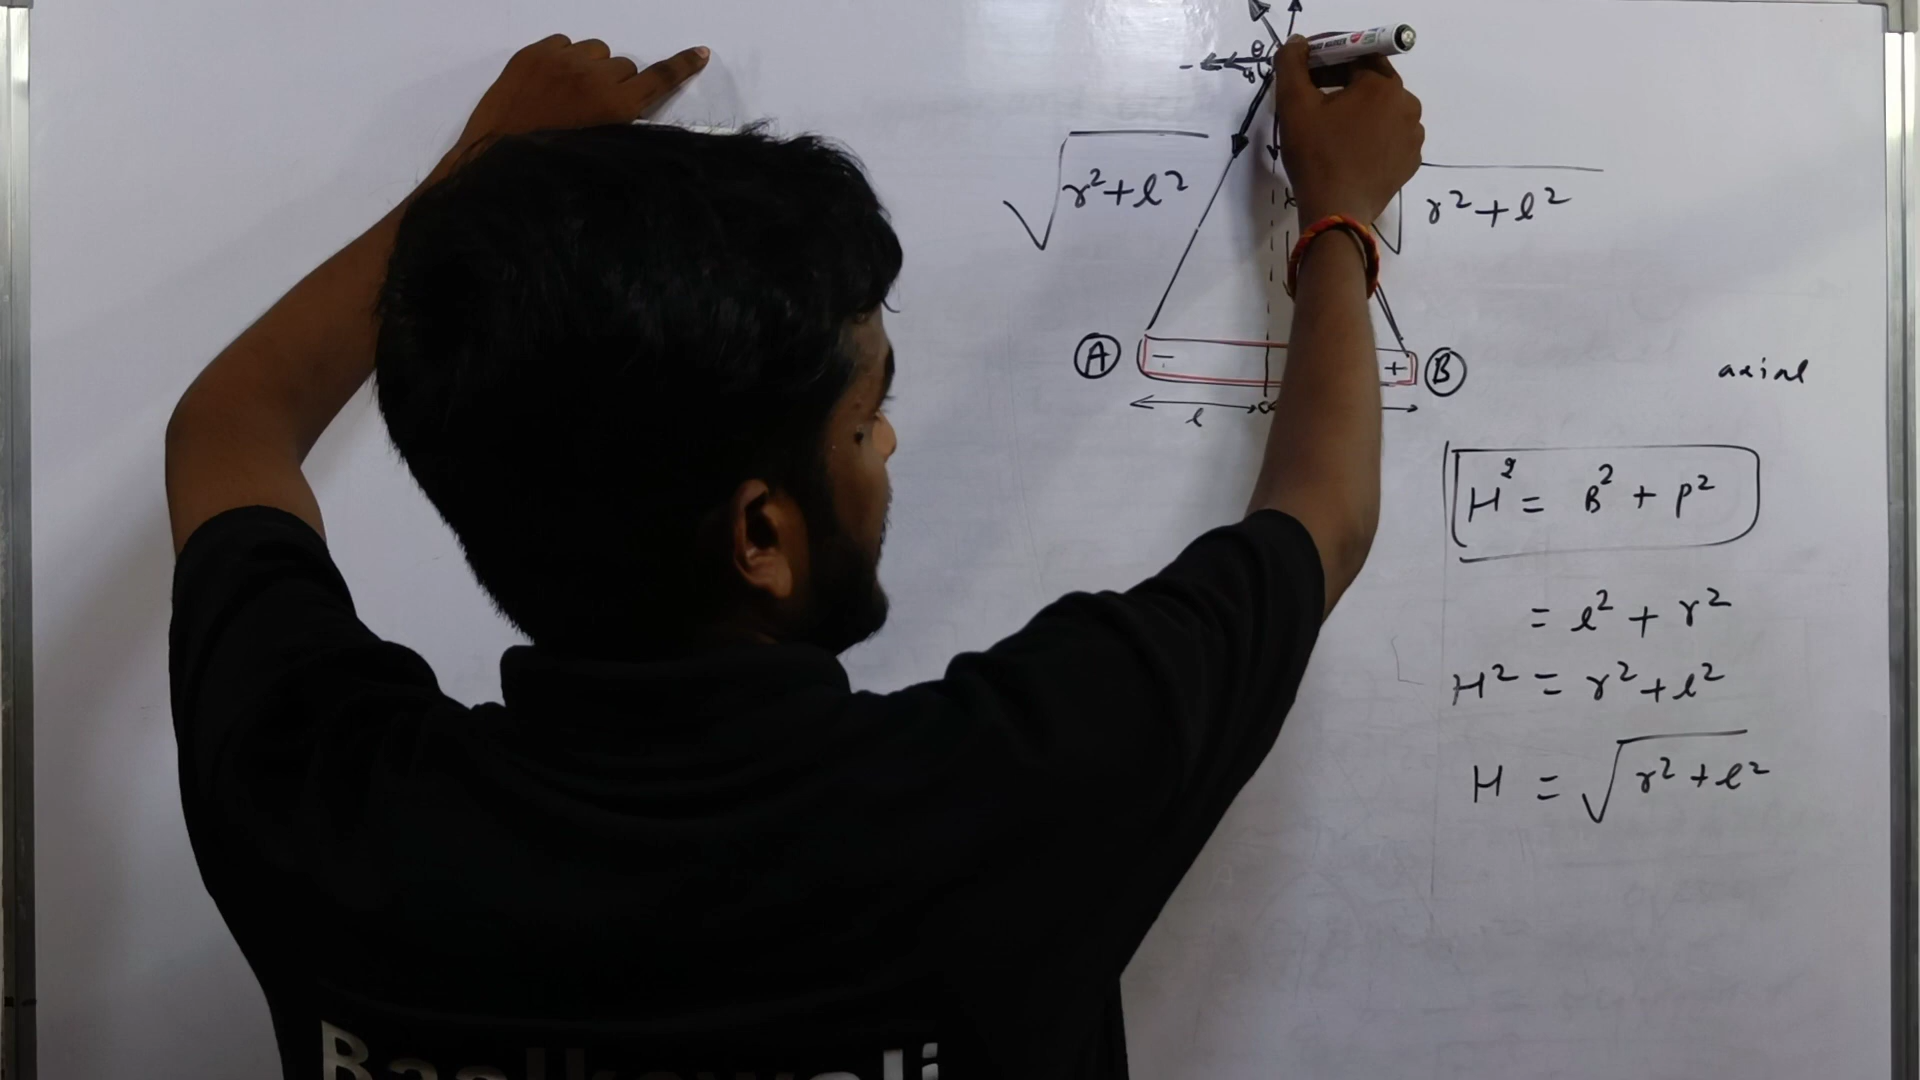 θ
θ
√r²+l²
√r²+l²
A - + B
l
axial
H² = B² + P²
= l² + r²
H² = r²+l²
H = √r²+l²